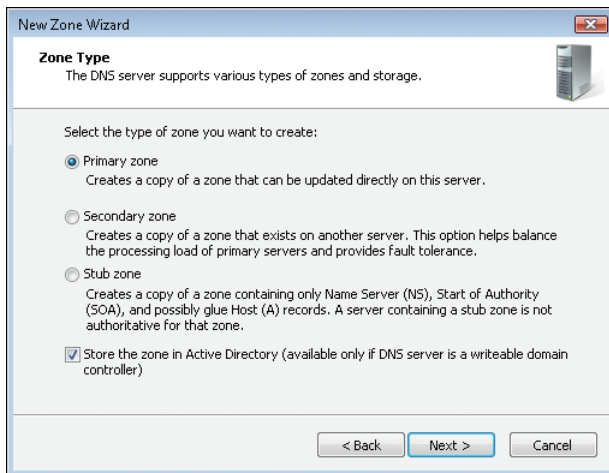 New Zone Wizard
Zone Type
The DNS server supports various types of zones and storage.
Select the type of zone you want to create:
Primary zone
Creates a copy of a zone that can be updated directly on this server.
Secondary zone
Creates a copy of a zone that exists on another server. This option helps balance
the processing load of primary servers and provides fault tolerance.
Stub zone
Creates a copy of a zone containing only Name Server (NS), Start of Authority
(SOA), and possibly glue Host (A) records. A server containing a stub zone is not
authoritative for that zone.
Store the zone in Active Directory (available only if DNS server is a writeable domain
controller)
< Back Next > Cancel